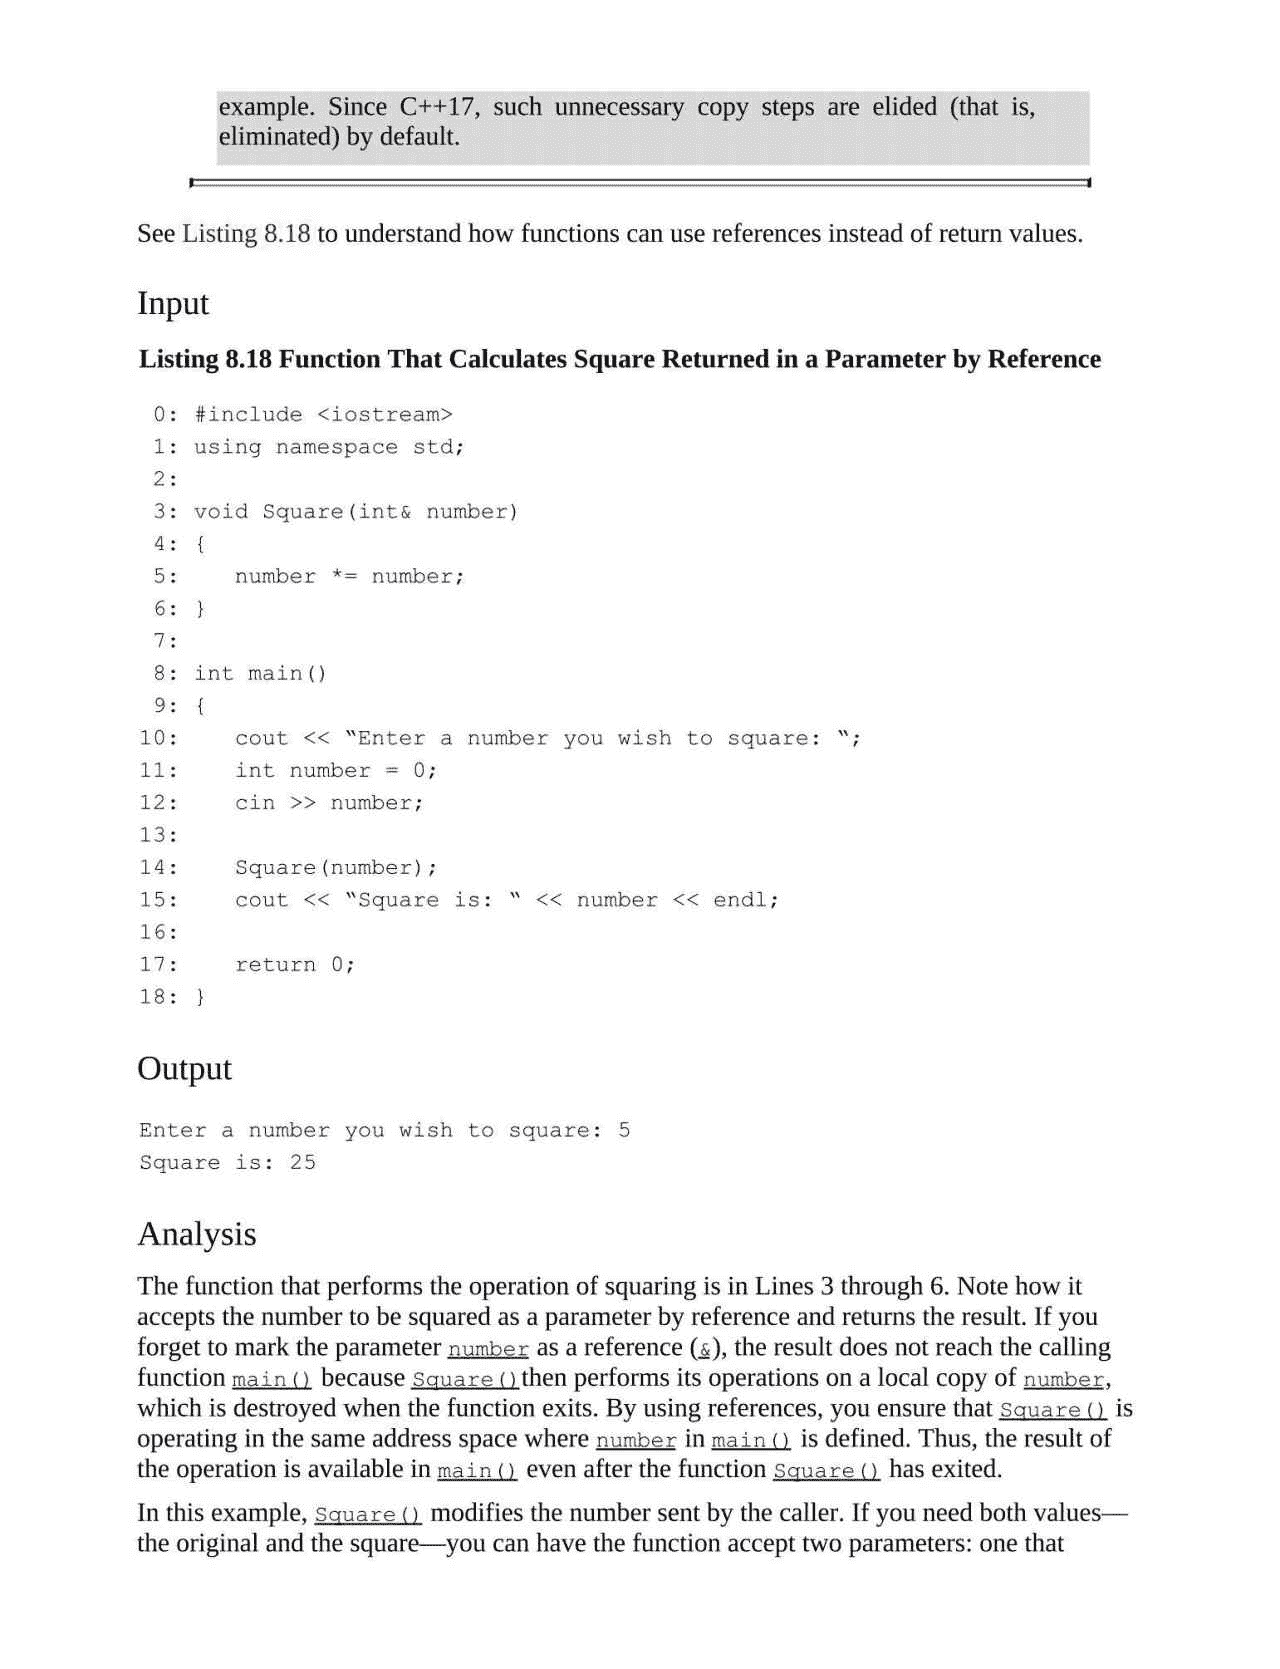 example. Since C++17, such unnecessary copy steps are elided (that is,
eliminated) by default.
See Listing 8.18 to understand how functions can use references instead of return values.
Input
Listing 8.18 Function That Calculates Square Returned in a Parameter by Reference
0: #include <iostream>
1: using namespace std;
2:
3: void Square(int& number)
4: {
5:    number *= number;
6: }
7:
8: int main()
9: {
10:    cout << “Enter a number you wish to square: “;
11:    int number = 0;
12:    cin >> number;
13:
14:    Square(number);
15:    cout << “Square is: “ << number << endl;
16:
17:    return 0;
18: }
Output
Enter a number you wish to square: 5
Square is: 25
Analysis
The function that performs the operation of squaring is in Lines 3 through 6. Note how it
accepts the number to be squared as a parameter by reference and returns the result. If you
forget to mark the parameter number as a reference (&), the result does not reach the calling
function main() because Square()then performs its operations on a local copy of number,
which is destroyed when the function exits. By using references, you ensure that Square() is
operating in the same address space where number in main() is defined. Thus, the result of
the operation is available in main() even after the function Square() has exited.
In this example, Square() modifies the number sent by the caller. If you need both values—
the original and the square—you can have the function accept two parameters: one that